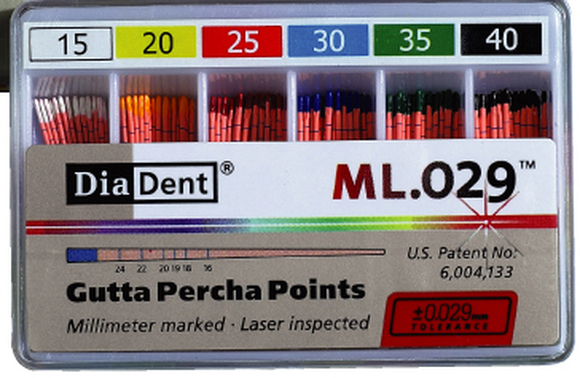 15 20 25 30 35 40
DiaDent® ML.029™
U.S. Patent No:
6,004,133
24 22 20 19 18 16
Gutta Percha Points
Millimeter marked · Laser inspected
±0.029mm
TOLERANCE